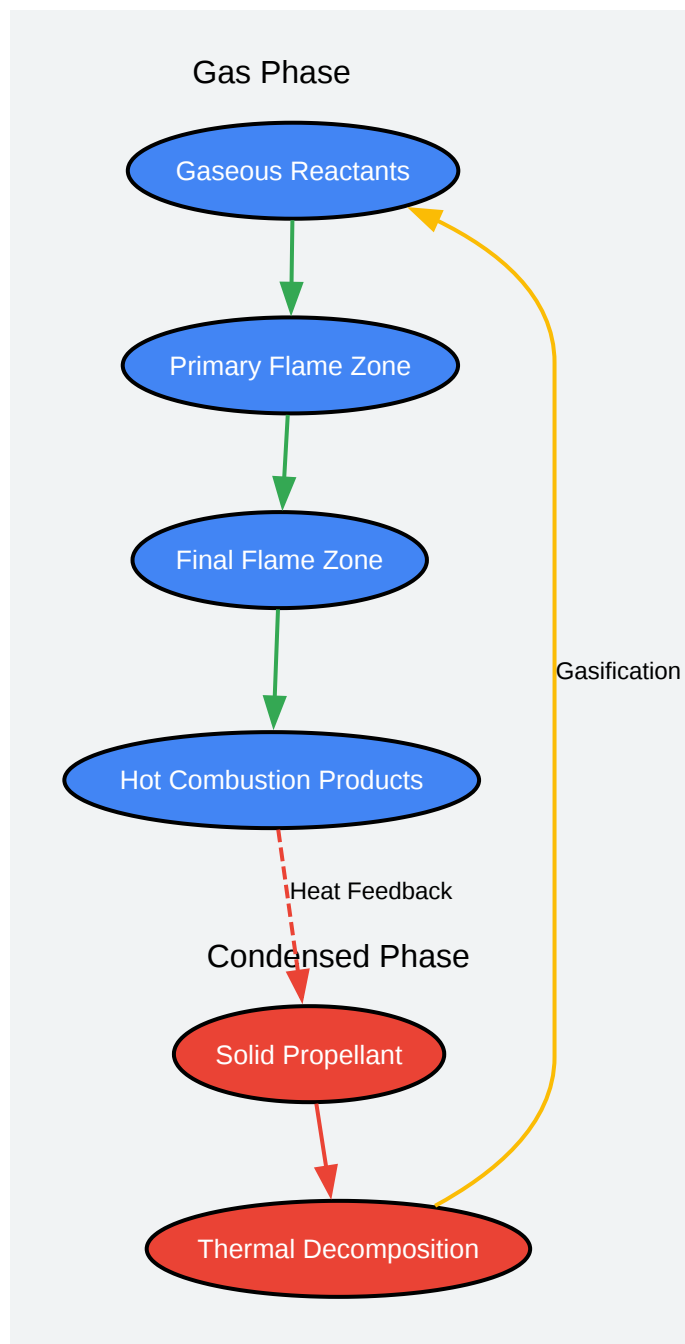 Gas Phase
Gaseous Reactants
Primary Flame Zone
Final Flame Zone
Gasification
Hot Combustion Products
Heat Feedback
Condensed Phase
Solid Propellant
Thermal Decomposition